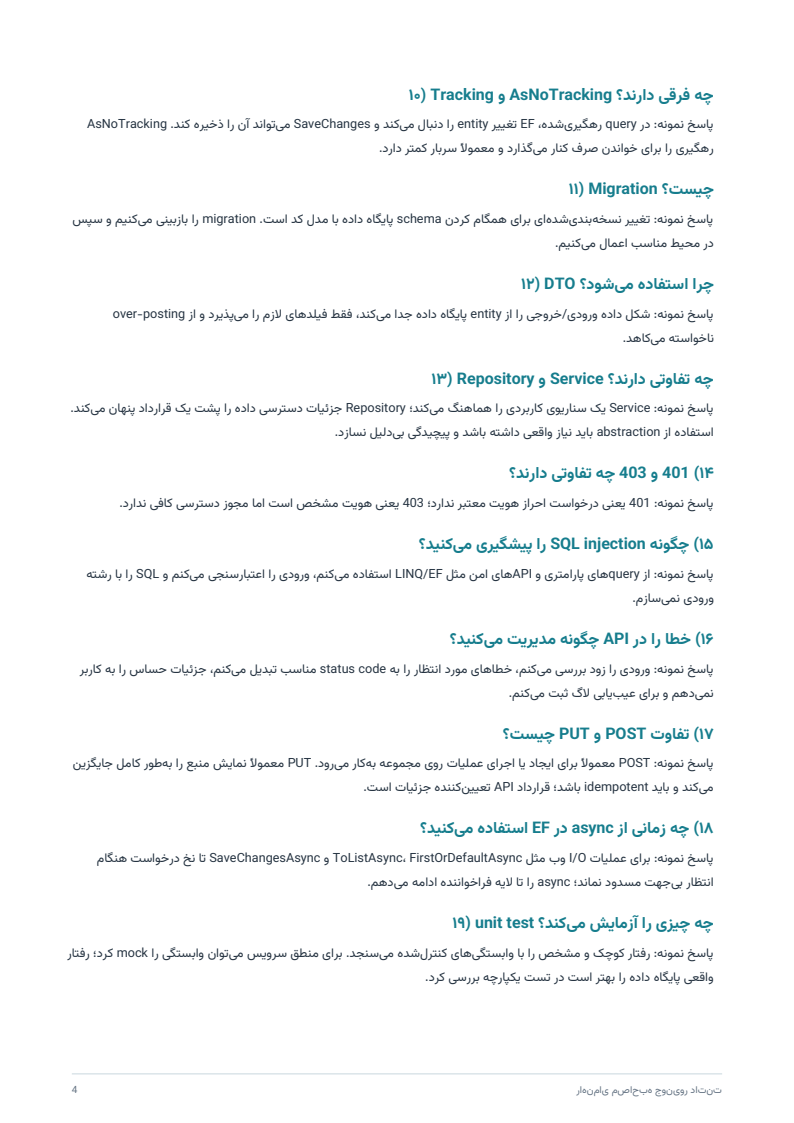 ۱۰) Tracking و AsNoTracking چه فرقی دارند؟
پاسخ نمونه: در query رهگیری‌شده، EF تغییر entity را دنبال می‌کند و SaveChanges می‌تواند آن را ذخیره کند. AsNoTracking
رهگیری را برای خواندن صرف کنار می‌گذارد و معمولاً سربار کمتر دارد.
۱۱) Migration چیست؟
پاسخ نمونه: تغییر نسخه‌بندی‌شده‌ای برای همگام کردن schema پایگاه داده با مدل کد است. migration را بازبینی می‌کنیم و سپس
در محیط مناسب اعمال می‌کنیم.
۱۲) DTO چرا استفاده می‌شود؟
پاسخ نمونه: شکل داده ورودی/خروجی را از entity پایگاه داده جدا می‌کند، فقط فیلدهای لازم را می‌پذیرد و از over-posting
ناخواسته می‌کاهد.
۱۳) Repository و Service چه تفاوتی دارند؟
پاسخ نمونه: Service یک سناریوی کاربردی را هماهنگ می‌کند؛ Repository جزئیات دسترسی داده را پشت یک قرارداد پنهان می‌کند.
استفاده از abstraction باید نیاز واقعی داشته باشد و پیچیدگی بی‌دلیل نسازد.
۱۴) 401 و 403 چه تفاوتی دارند؟
پاسخ نمونه: 401 یعنی درخواست احراز هویت معتبر ندارد؛ 403 یعنی هویت مشخص است اما مجوز دسترسی کافی ندارد.
۱۵) چگونه SQL injection را پیشگیری می‌کنید؟
پاسخ نمونه: از queryهای پارامتری و APIهای امن مثل LINQ/EF استفاده می‌کنم، ورودی را اعتبارسنجی می‌کنم و SQL را با رشته
ورودی نمی‌سازم.
۱۶) خطا را در API چگونه مدیریت می‌کنید؟
پاسخ نمونه: ورودی را زود بررسی می‌کنم، خطاهای مورد انتظار را به status code مناسب تبدیل می‌کنم، جزئیات حساس را به کاربر
نمی‌دهم و برای عیب‌یابی لاگ ثبت می‌کنم.
۱۷) تفاوت POST و PUT چیست؟
پاسخ نمونه: POST معمولاً برای ایجاد یا اجرای عملیات روی مجموعه به‌کار می‌رود. PUT معمولاً نمایش منبع را به‌طور کامل جایگزین
می‌کند و باید idempotent باشد؛ قرارداد API تعیین‌کننده جزئیات است.
۱۸) چه زمانی از async در EF استفاده می‌کنید؟
پاسخ نمونه: برای عملیات I/O وب مثل ToListAsync، FirstOrDefaultAsync و SaveChangesAsync تا نخ درخواست هنگام
انتظار بی‌جهت مسدود نماند؛ async را تا لایه فراخواننده ادامه می‌دهم.
۱۹) unit test چه چیزی را آزمایش می‌کند؟
پاسخ نمونه: رفتار کوچک و مشخص را با وابستگی‌های کنترل‌شده می‌سنجد. برای منطق سرویس می‌توان وابستگی را mock کرد؛ رفتار
واقعی پایگاه داده را بهتر است در تست یکپارچه بررسی کرد.
راهنمای مصاحبه جونیور دات‌نت
4